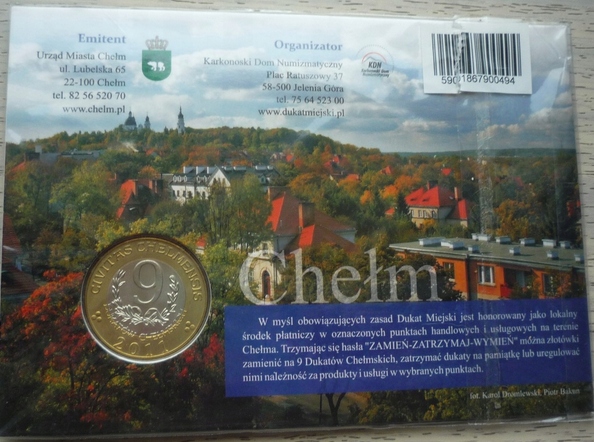 Emitent
Urząd Miasta Chełm
ul. Lubelska 65
22-100 Chełm
tel. 82 56 520 70
www.chelm.pl
Organizator
Karkonoski Dom Numizmatyczny
Plac Ratuszowy 37
58-500 Jelenia Góra
tel. 75 64 523 00
www.dukatmiejski.pl
KDN
5901867900494
9
2011
Chełm
W myśl obowiązujących zasad Dukat Miejski jest honorowany jako lokalny
środek płatniczy w oznaczonych punktach handlowych i usługowych na terenie
Chełma. Trzymając się hasła "ZAMIEŃ-ZATRZYMAJ-WYMIEŃ" można złotówki
zamienić na 9 Dukatów Chełmskich, zatrzymać dukaty na pamiątkę lub uregulować
nimi należność za produkty i usługi w wybranych punktach.
fot. Karol Piotr